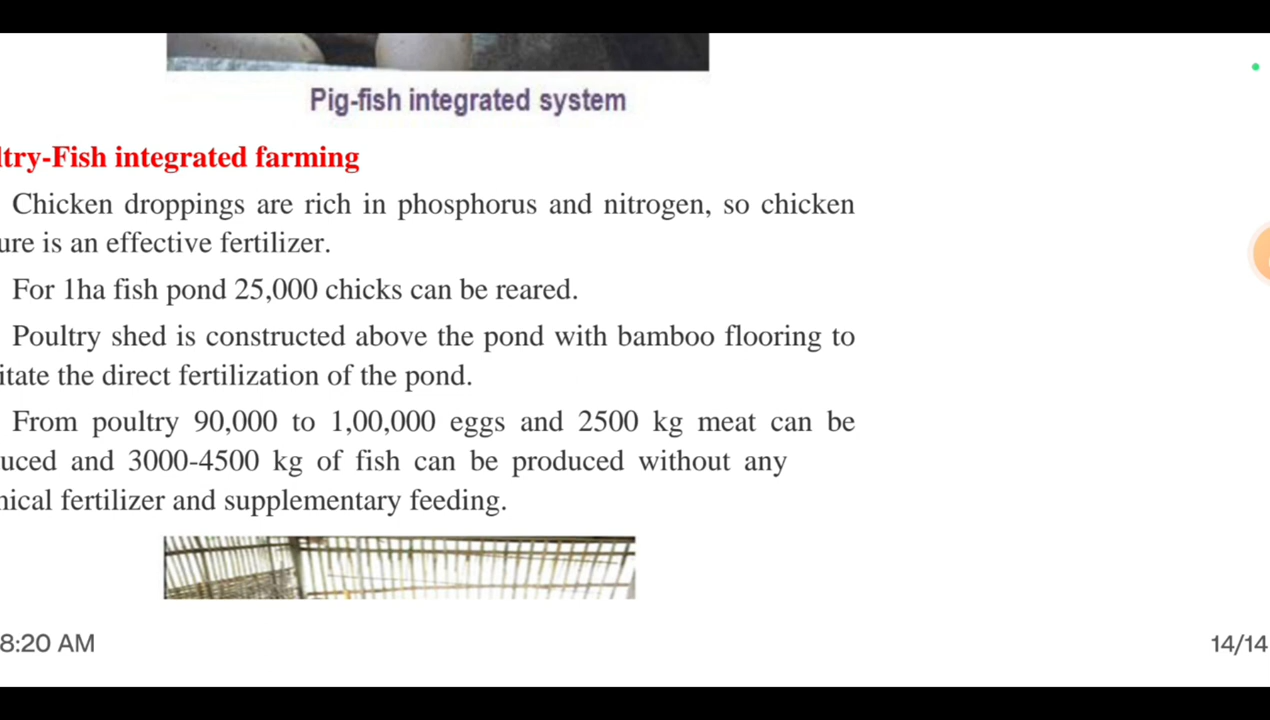 Pig-fish integrated system
ltry-Fish integrated farming
Chicken droppings are rich in phosphorus and nitrogen, so chicken
ure is an effective fertilizer.
For 1ha fish pond 25,000 chicks can be reared.
Poultry shed is constructed above the pond with bamboo flooring to
itate the direct fertilization of the pond.
From poultry 90,000 to 1,00,000 eggs and 2500 kg meat can be
uced and 3000-4500 kg of fish can be produced without any
nical fertilizer and supplementary feeding.
8:20 AM
14/14